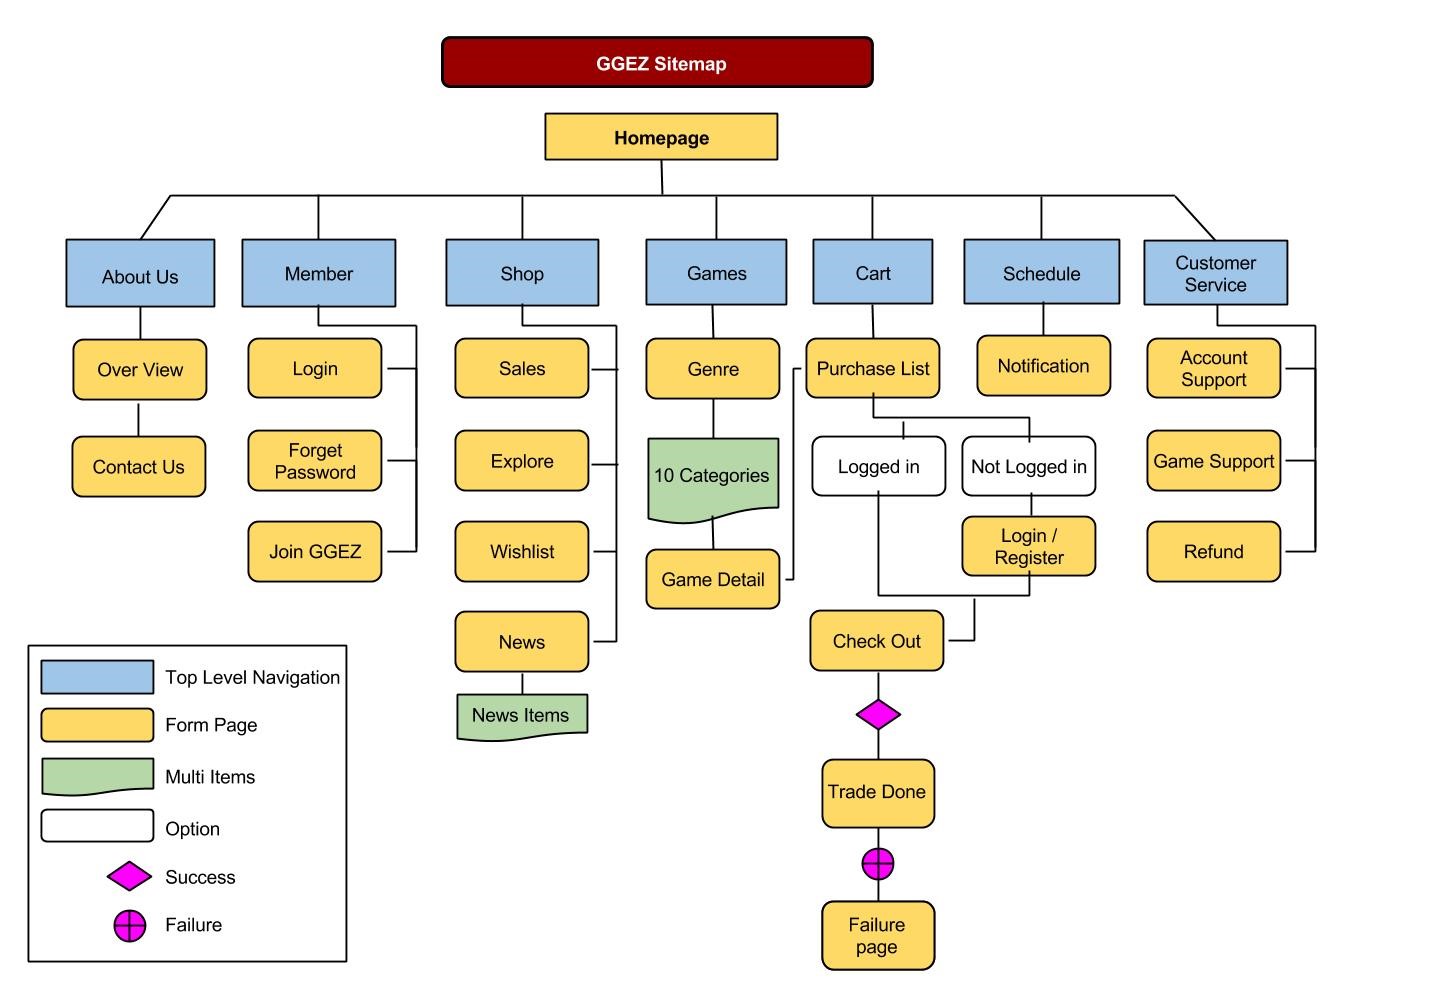 GGEZ Sitemap
Homepage
About Us
Member
Shop
Games
Cart
Schedule
Customer
Service
Over View
Login
Sales
Genre
Purchase List
Notification
Account
Support
Contact Us
Forget
Password
Explore
10 Categories
Logged in
Not Logged in
Game Support
Join GGEZ
Wishlist
Game Detail
Login /
Register
Refund
News
Check Out
News Items
Trade Done
Failure
page
Top Level Navigation
Form Page
Multi Items
Option
Success
Failure